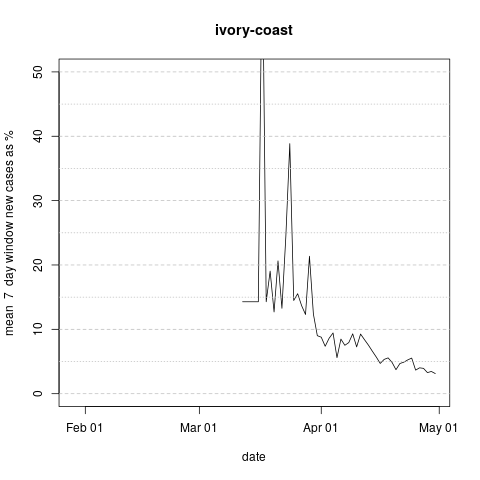 ivory-coast
mean 7 day window new cases as %
50
40
30
20
10
0
Feb 01
Mar 01
Apr 01
May 01
date